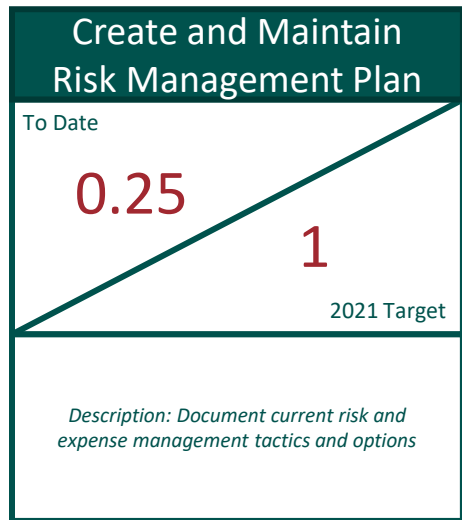 Create and Maintain
Risk Management Plan
To Date
0.25
1
2021 Target
Description: Document current risk and
expense management tactics and options